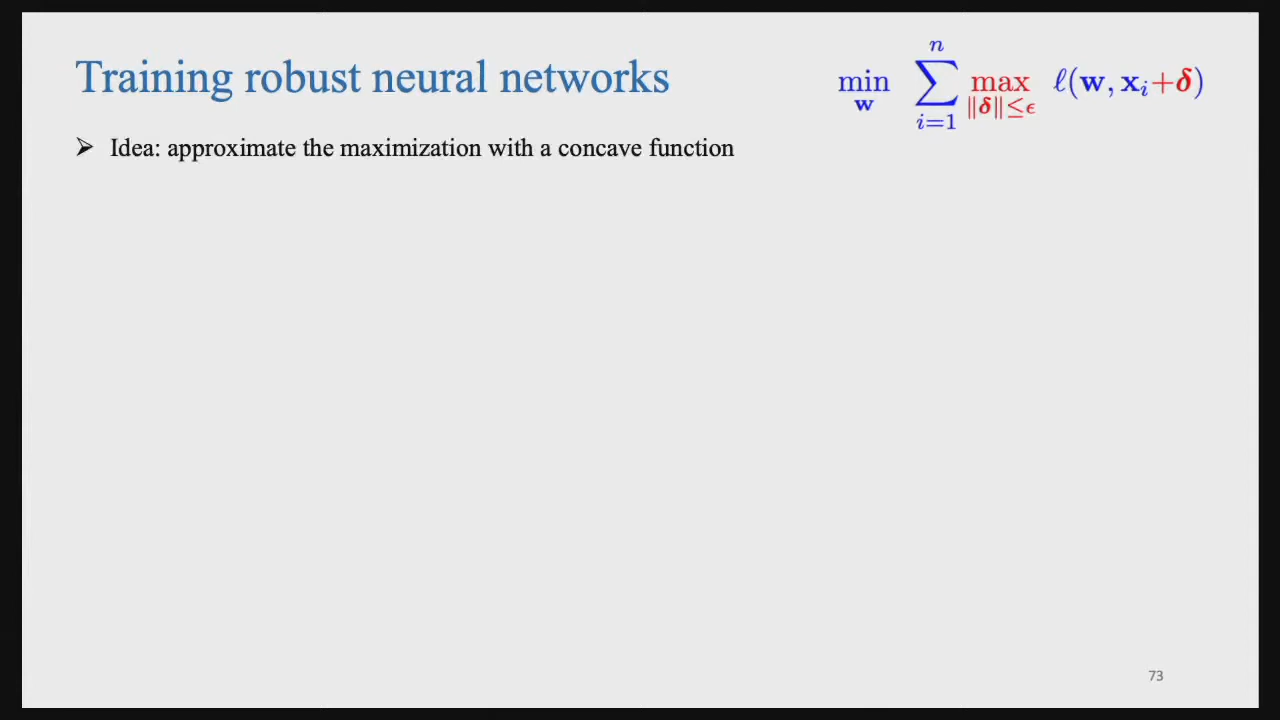 Training robust neural networks
min_w ∑_{i=1}^{n} max_{‖δ‖≤ϵ} ℓ(w, x_i+δ)
➢ Idea: approximate the maximization with a concave function
73